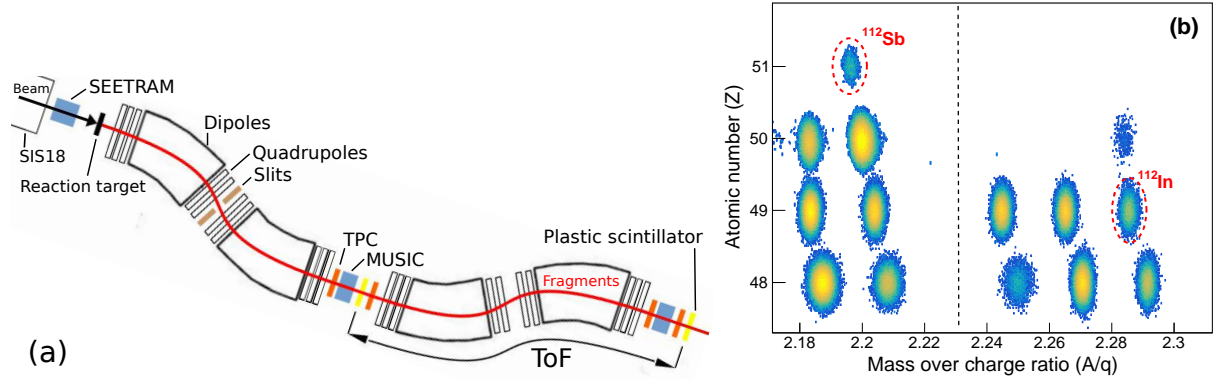 Beam
SEETRAM
SIS18
Reaction target
Dipoles
Quadrupoles
Slits
TPC
MUSIC
Plastic scintillator
Fragments
ToF
(a)
(b)
¹¹²Sb
¹¹²In
Atomic number (Z)
51
50
49
48
2.18 2.2 2.22 2.24 2.26 2.28 2.3
Mass over charge ratio (A/q)